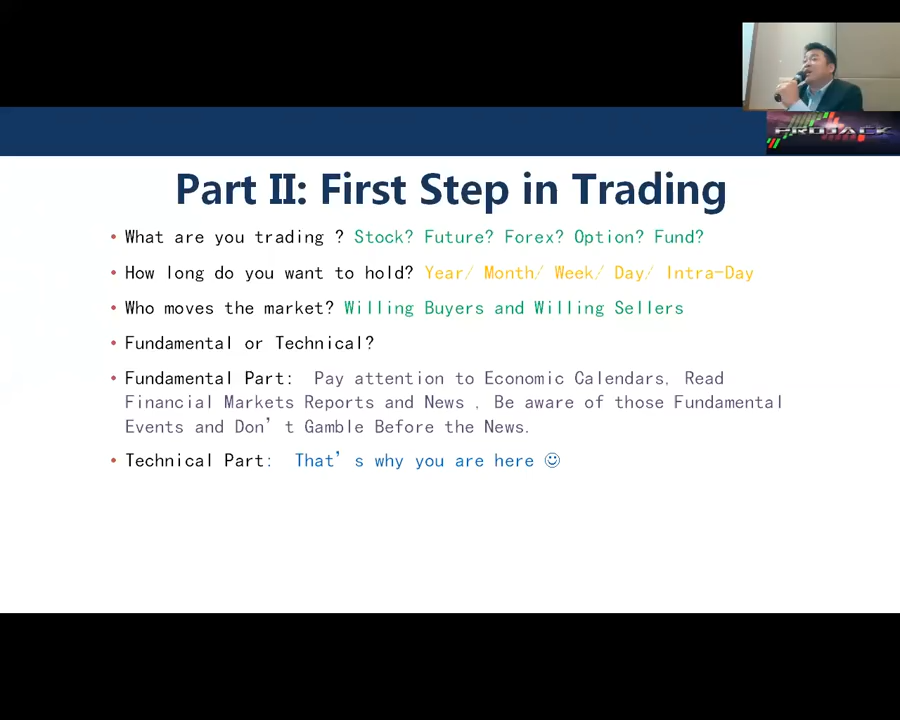 PROJACK
Part II: First Step in Trading
• What are you trading ? Stock? Future? Forex? Option? Fund?
• How long do you want to hold? Year/ Month/ Week/ Day/ Intra-Day
• Who moves the market? Willing Buyers and Willing Sellers
• Fundamental or Technical?
• Fundamental Part: Pay attention to Economic Calendars, Read
Financial Markets Reports and News , Be aware of those Fundamental
Events and Don’t Gamble Before the News.
• Technical Part: That’s why you are here ☺